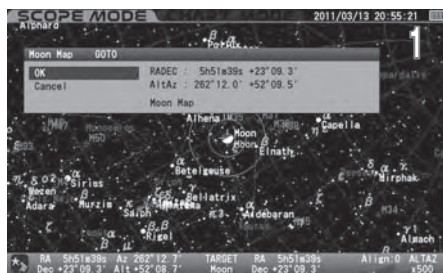 SCOPE MODE
2011/03/13 20:55:21
1
Alphard
Moon Map GOTO
OK
Cancel
RADEC : 5h51m39s +23°09.3'
AltAz : 262°12.0' +52°09.5'
Moon Map
Alhena
Moon
Moon
Capella
Elnath
Betelgeuse
Sirius
Wezen
Adara
Murzim
Saiph
Bellatrix
Aldebaran
Mirphak
M34
Rigel
Almach
RA 5h51m39s Az 262°12.7' TARGET RA 5h51m39s Align:0 ALTAZ
Dec +23°09.3' Alt +52°08.7' Moon Dec +23°09.3' x500